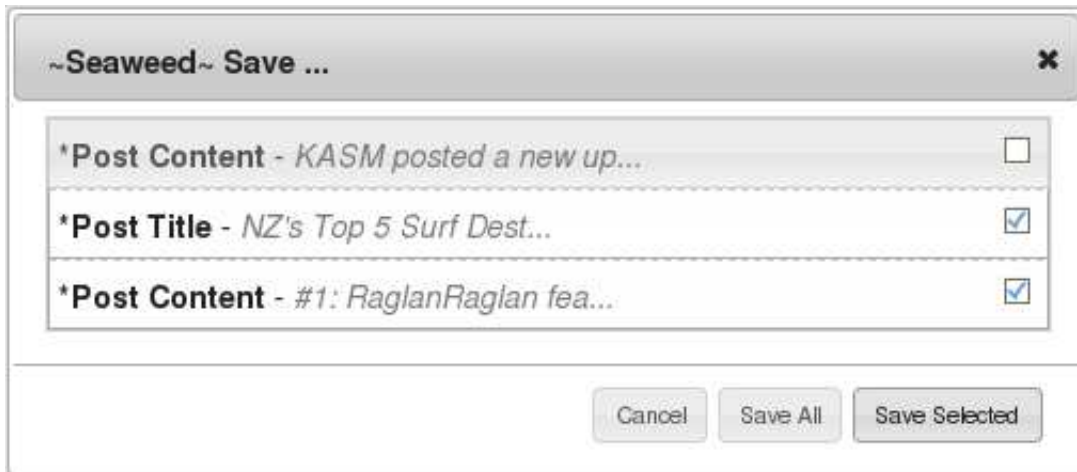 ~Seaweed~ Save ...
*Post Content - KASM posted a new up...
*Post Title - NZ's Top 5 Surf Dest...
*Post Content - #1: RaglanRaglan fea...
Cancel Save All Save Selected